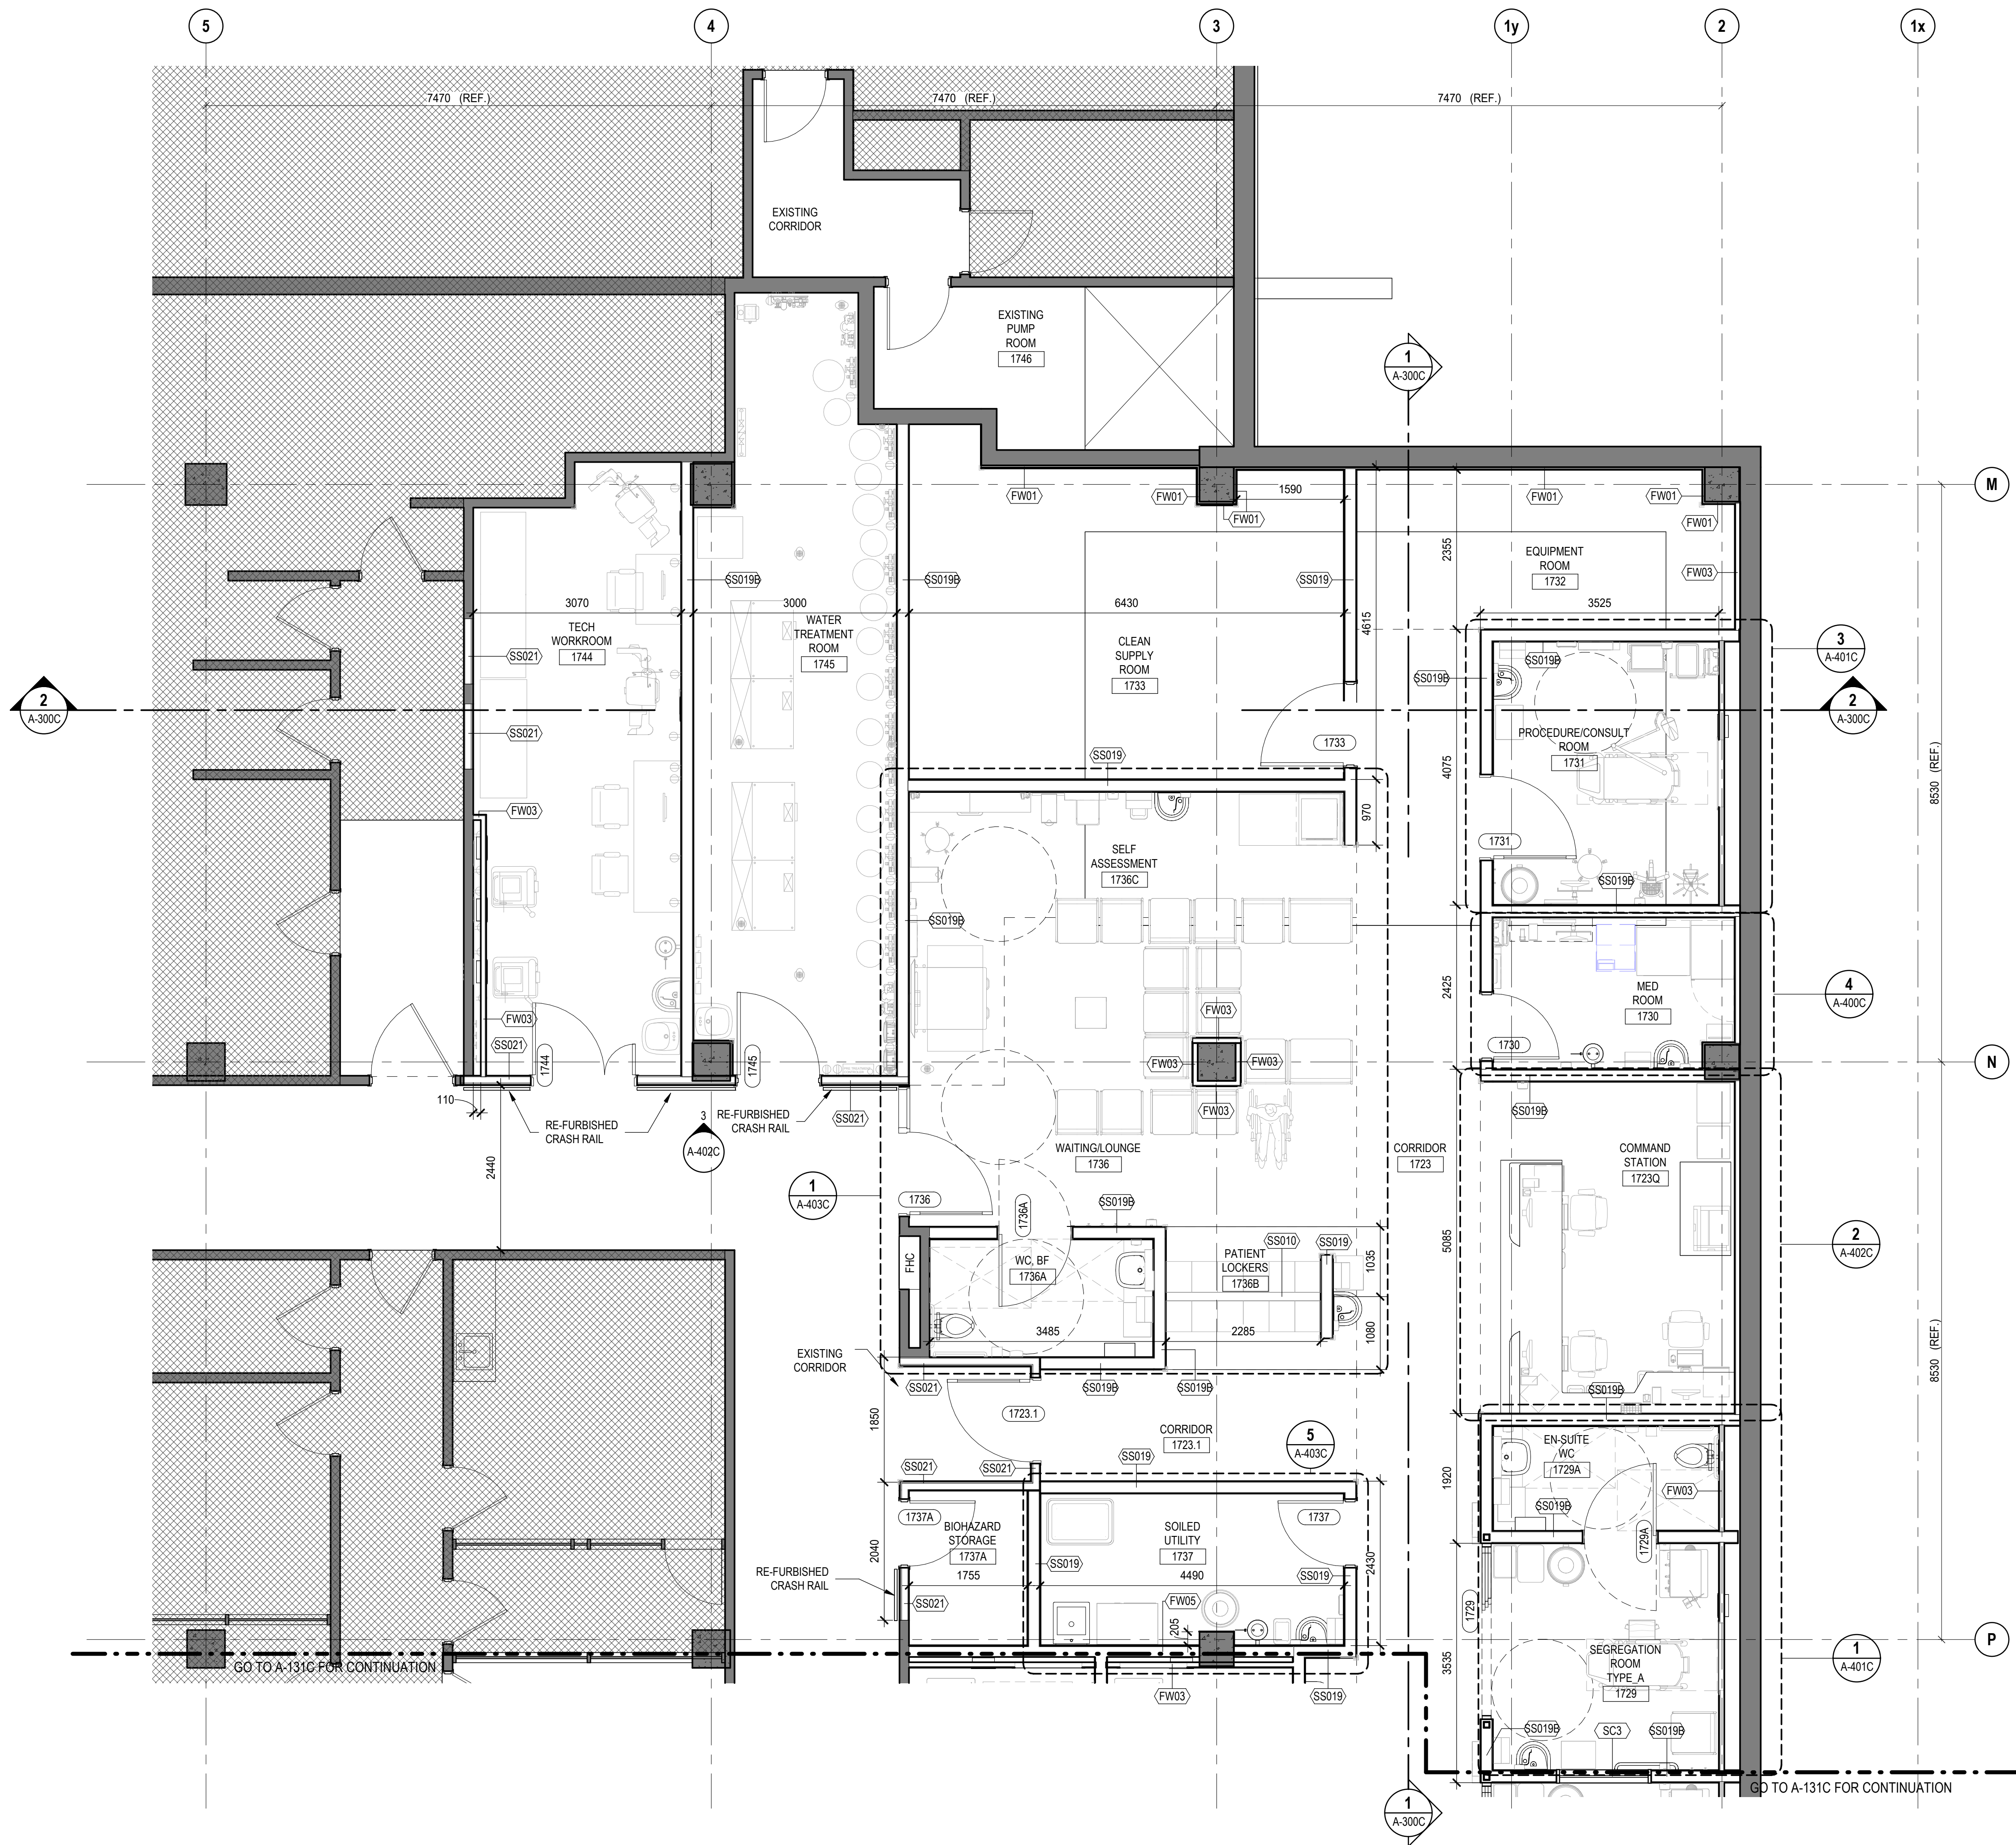 5
4
3
1y
2
1x
7470 (REF.)
7470 (REF.)
7470 (REF.)
EXISTING
CORRIDOR
EXISTING
PUMP
ROOM
1746
1
A-300C
M
FW01
FW01
1590
FW01
FW01
FW01
FW01
2355
EQUIPMENT
ROOM
1732
FW03
SS019B
SS019B
SS019
3070
3000
6430
4615
3525
TECH
WORKROOM
1744
WATER
TREATMENT
ROOM
1745
CLEAN
SUPPLY
ROOM
1733
SS021
SS019B
SS019B
3
A-401C
2
A-300C
SS021
1733
PROCEDURE/CONSULT
ROOM
1731
2
A-300C
SS019
4075
8530 (REF.)
FW03
970
1731
SELF
ASSESSMENT
1736C
SS019B
SS019B
2425
MED
ROOM
1730
4
A-400C
FW03
FW03
SS021
1744
1745
FW03
FW03
1730
N
110
RE-FURBISHED
CRASH RAIL
3
A-402C
RE-FURBISHED
CRASH RAIL
SS021
FW03
SS019B
2440
WAITING/LOUNGE
1736
CORRIDOR
1723
COMMAND
STATION
1723Q
1
A-403C
1736
1736A
SS019B
5085
2
A-402C
FHC
WC, BF
1736A
PATIENT
LOCKERS
1736B
SS010
SS019
1035
3485
2285
1080
EXISTING
CORRIDOR
SS021
SS019B
SS019B
8530 (REF.)
SS019B
1850
1723.1
CORRIDOR
1723.1
5
A-403C
EN-SUITE
WC
1729A
SS021
SS021
SS019
1920
FW03
SS019B
1737A
BIOHAZARD
STORAGE
1737A
SOILED
UTILITY
1737
1737
1729A
2040
RE-FURBISHED
CRASH RAIL
1755
SS019
4490
SS019
2430
SS021
FW05
205
1729
P
GO TO A-131C FOR CONTINUATION
SEGREGATION
ROOM
TYPE_A
1729
3535
1
A-401C
FW03
SS019
SS019B
SC3
SS019B
GO TO A-131C FOR CONTINUATION
1
A-300C